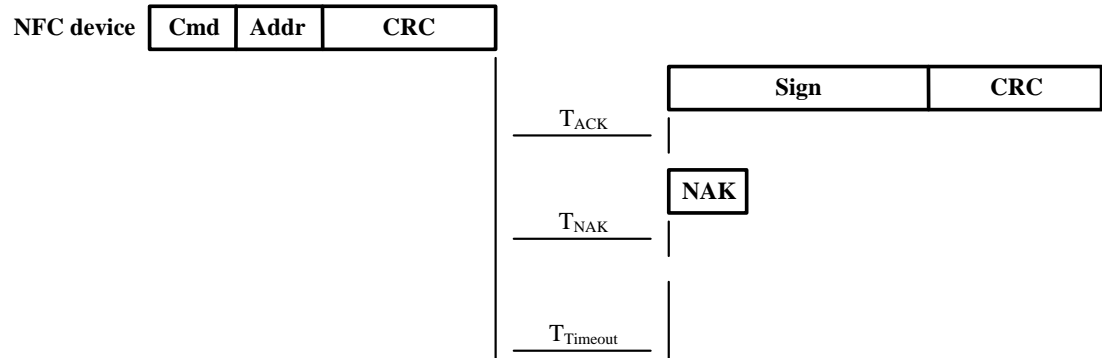 NFC device Cmd Addr CRC
Sign CRC
TACK
NAK
TNAK
TTimeout